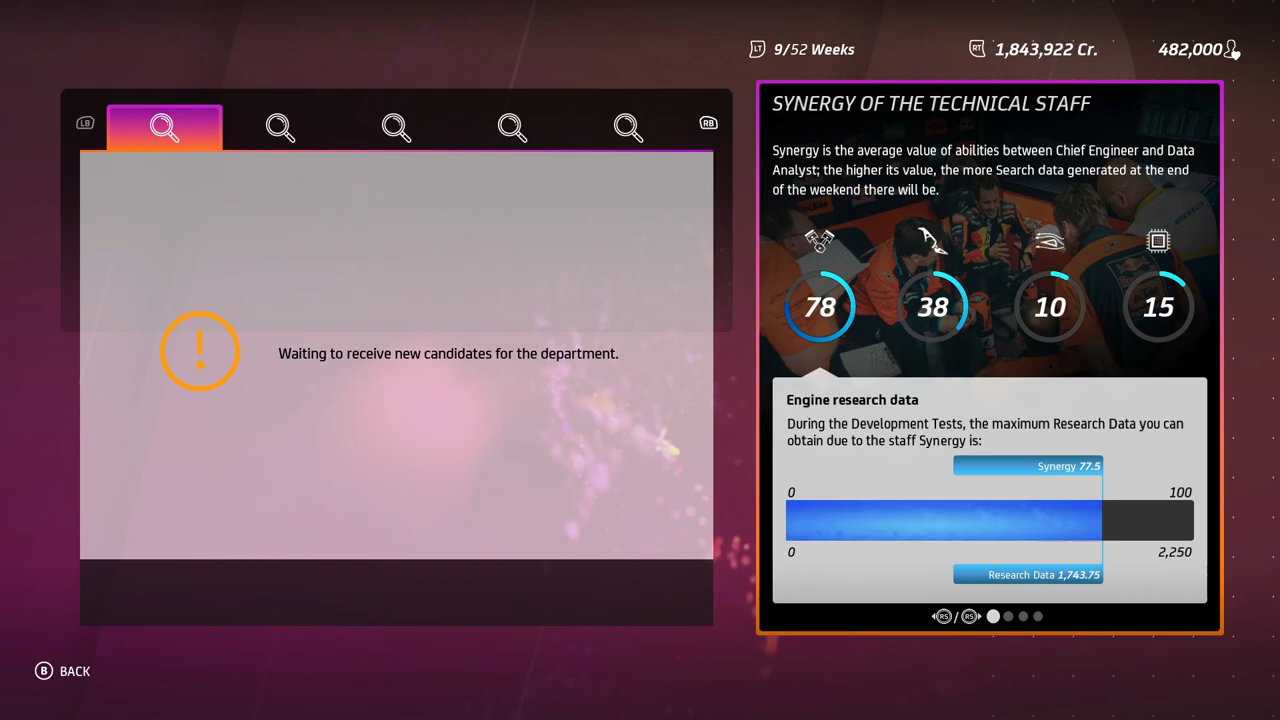 LT 9/52 Weeks RT 1,843,922 Cr. 482,000
LB RB
SYNERGY OF THE TECHNICAL STAFF
Synergy is the average value of abilities between Chief Engineer and Data
Analyst; the higher its value, the more Search data generated at the end
of the weekend there will be.
78 38 10 15
Waiting to receive new candidates for the department.
Engine research data
During the Development Tests, the maximum Research Data you can
obtain due to the staff Synergy is:
Synergy 77.5
0 100
0 2,250
Research Data 1,743.75
RS / RS
B BACK